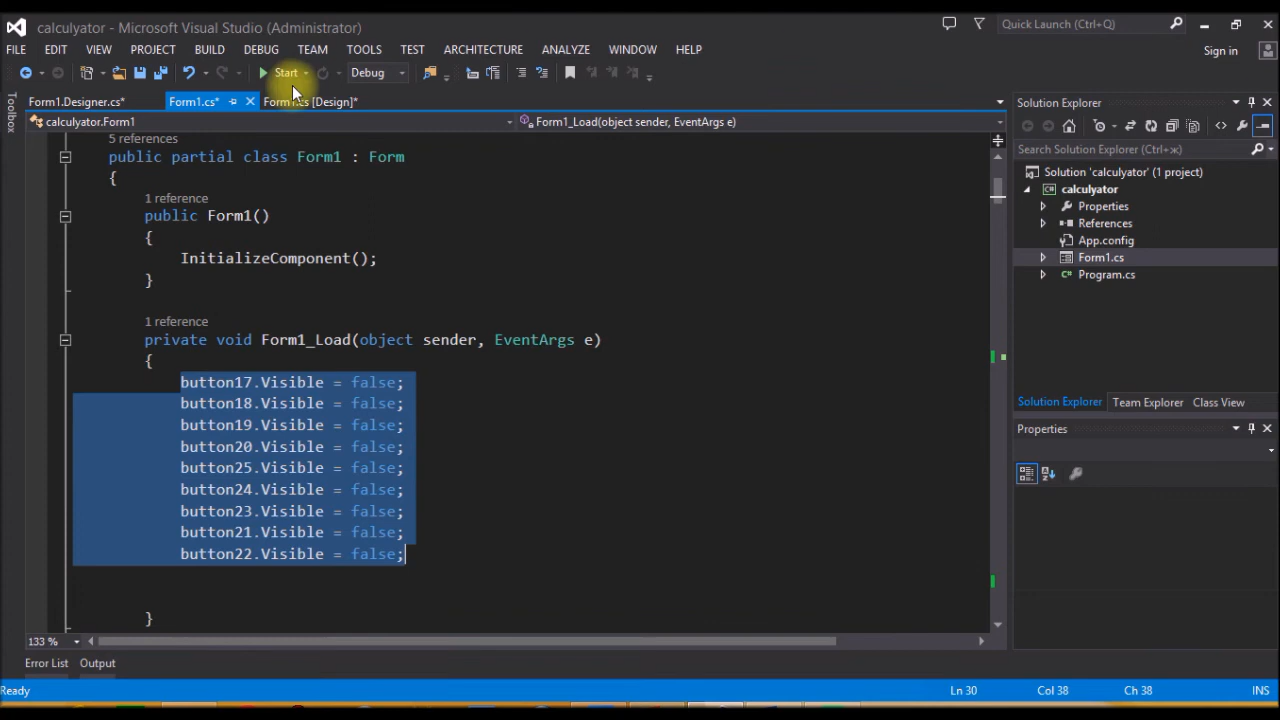 calculyator - Microsoft Visual Studio (Administrator)
Quick Launch (Ctrl+Q)
FILE EDIT VIEW PROJECT BUILD DEBUG TEAM TOOLS TEST ARCHITECTURE ANALYZE WINDOW HELP
Sign in
Start Debug
Toolbox
Form1.Designer.cs* Form1.cs* Form1.cs [Design]*
calculyator.Form1 Form1_Load(object sender, EventArgs e)
5 references
public partial class Form1 : Form
{
1 reference
public Form1()
{
InitializeComponent();
}
1 reference
private void Form1_Load(object sender, EventArgs e)
{
button17.Visible = false;
button18.Visible = false;
button19.Visible = false;
button20.Visible = false;
button25.Visible = false;
button24.Visible = false;
button23.Visible = false;
button21.Visible = false;
button22.Visible = false;
}
133 %
Solution Explorer
Search Solution Explorer (Ctrl+ж)
Solution 'calculyator' (1 project)
calculyator
Properties
References
App.config
Form1.cs
Program.cs
Solution Explorer Team Explorer Class View
Properties
Error List Output
Ready Ln 30 Col 38 Ch 38 INS